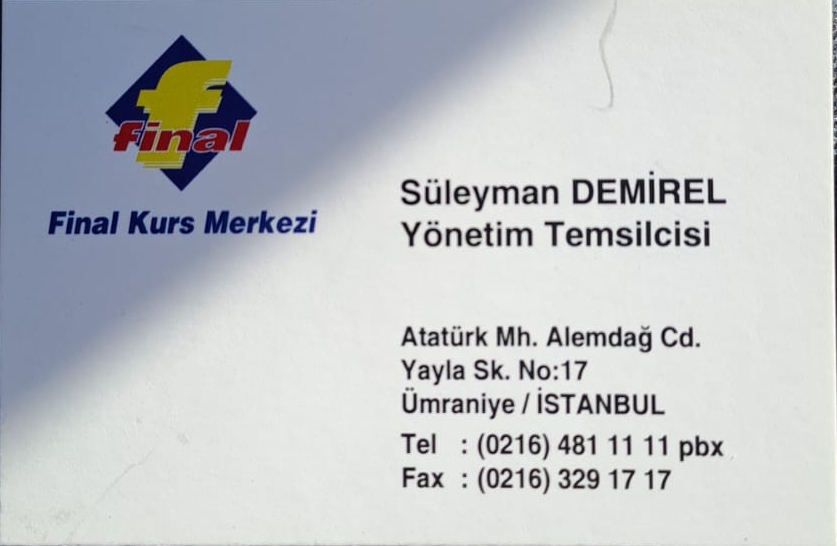 f
final
Final Kurs Merkezi
Süleyman DEMİREL
Yönetim Temsilcisi
Atatürk Mh. Alemdağ Cd.
Yayla Sk. No:17
Ümraniye / İSTANBUL
Tel : (0216) 481 11 11 pbx
Fax : (0216) 329 17 17